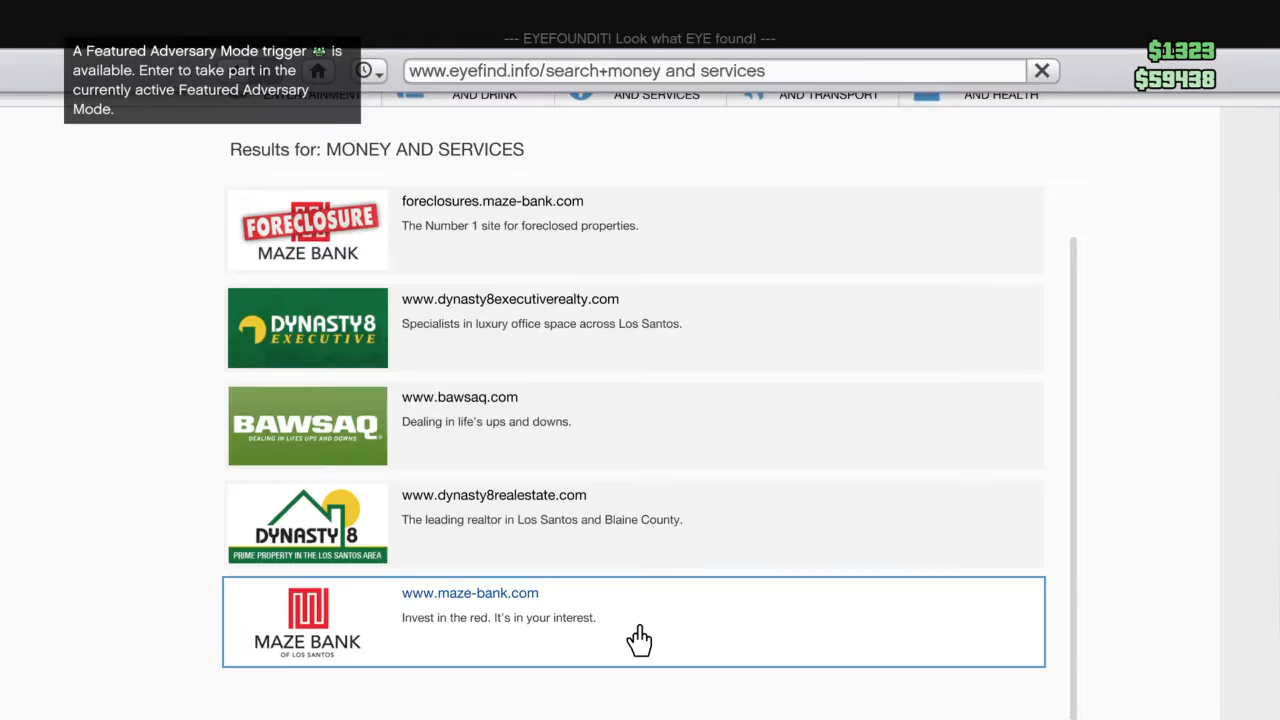 --- EYEFOUNDIT! Look what EYE found! ---
A Featured Adversary Mode trigger is
available. Enter to take part in the
currently active Featured Adversary
Mode.
www.eyefind.info/search+money and services
$1323
$59438
ENTERTAINMENT
AND DRINK
AND SERVICES
AND TRANSPORT
AND HEALTH
Results for: MONEY AND SERVICES
FORECLOSURE
MAZE BANK
foreclosures.maze-bank.com
The Number 1 site for foreclosed properties.
DYNASTY8
EXECUTIVE
www.dynasty8executiverealty.com
Specialists in luxury office space across Los Santos.
BAWSAQ
DEALING IN LIFES UPS AND DOWNS
www.bawsaq.com
Dealing in life's ups and downs.
DYNASTY 8
PRIME PROPERTY IN THE LOS SANTOS AREA
www.dynasty8realestate.com
The leading realtor in Los Santos and Blaine County.
MAZE BANK
OF LOS SANTOS
www.maze-bank.com
Invest in the red. It's in your interest.